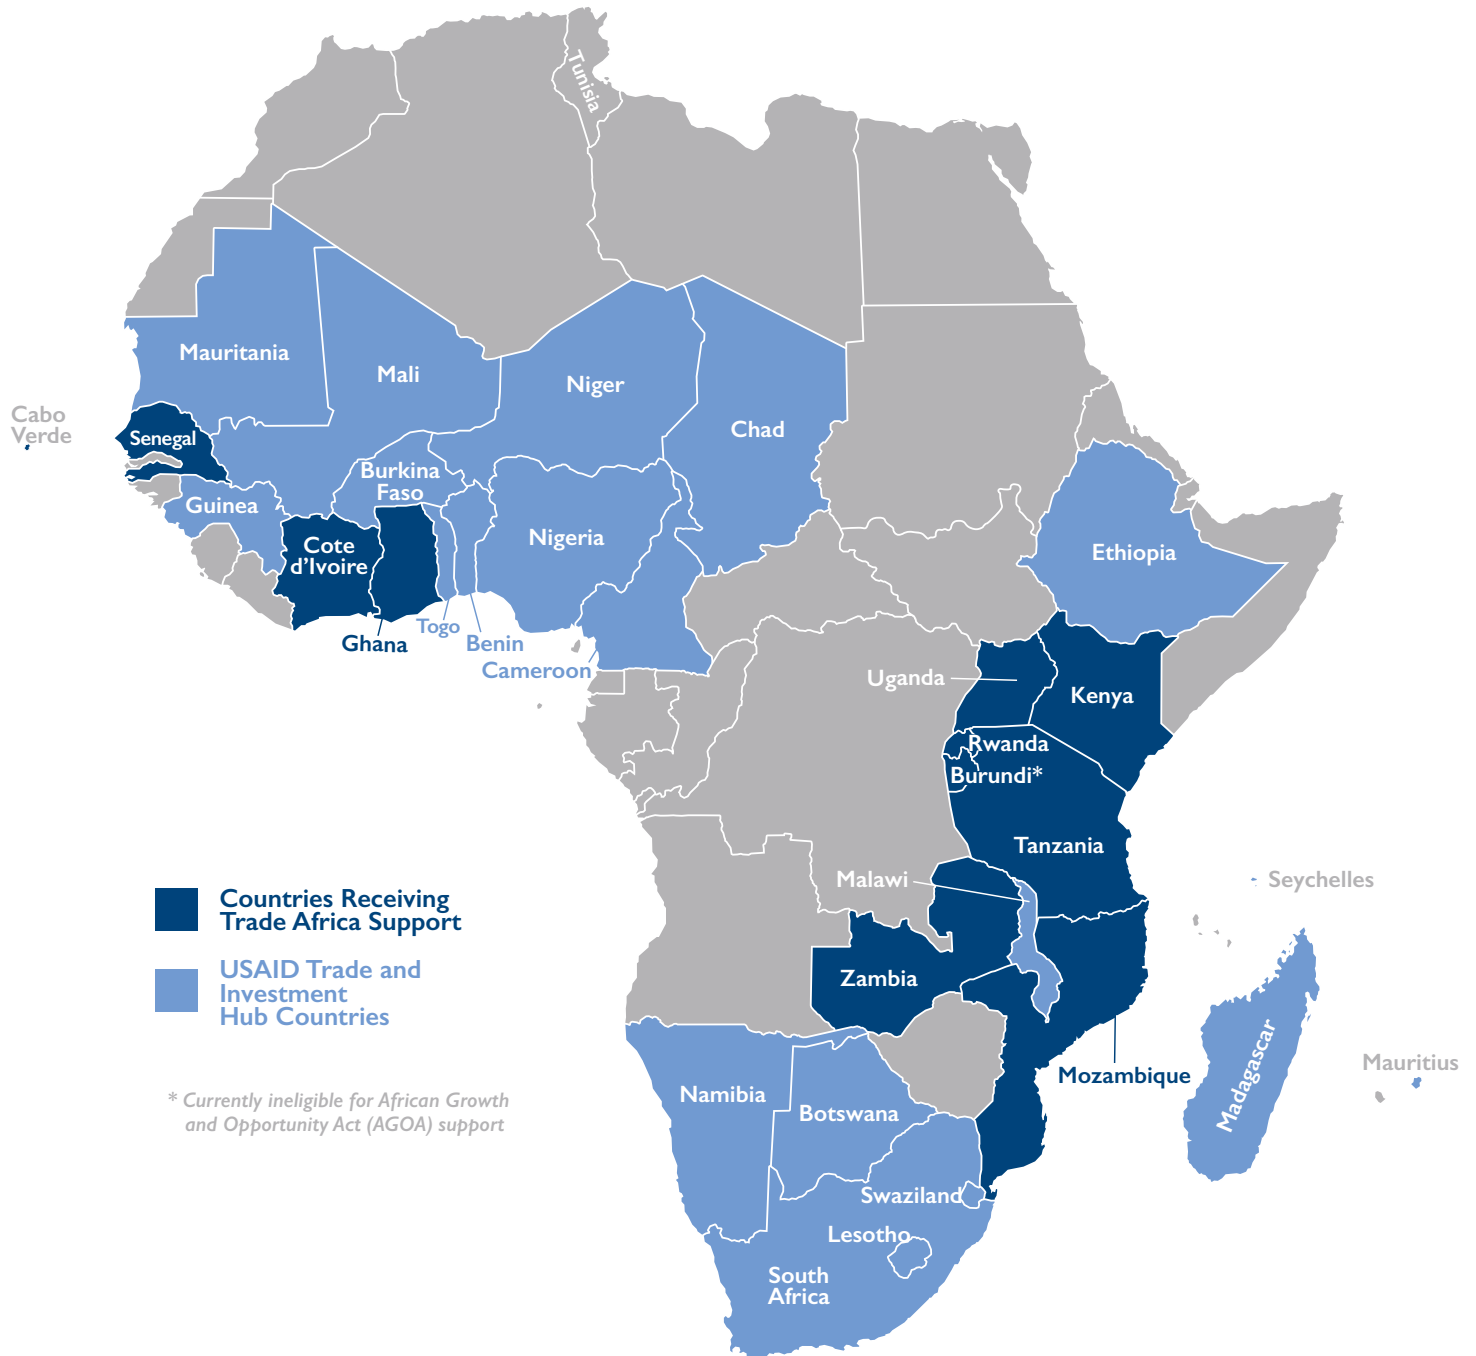 Tunisia
Mauritania
Mali
Niger
Chad
Cabo
Verde
Senegal
Burkina
Faso
Guinea
Nigeria
Cote
d’Ivoire
Ethiopia
Togo
Ghana
Benin
Cameroon
Uganda
Kenya
Rwanda
Burundi*
Tanzania
Malawi
Seychelles
Countries Receiving
Trade Africa Support
USAID Trade and
Investment
Hub Countries
Zambia
Mozambique
Madagascar
Mauritius
Namibia
Botswana
* Currently ineligible for African Growth
and Opportunity Act (AGOA) support
Swaziland
Lesotho
South
Africa